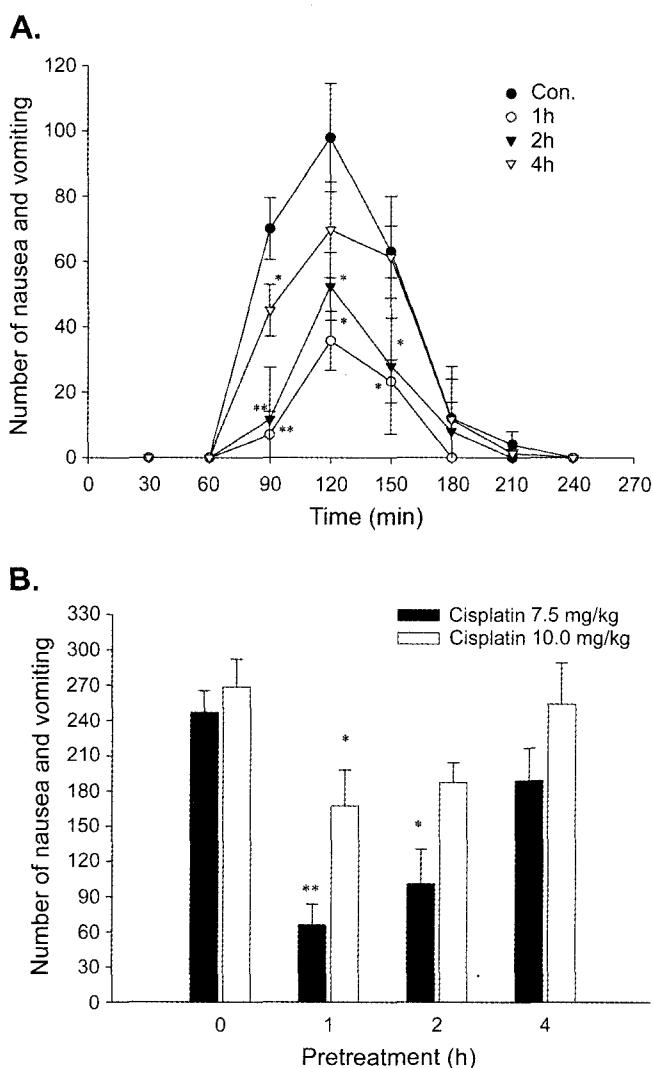 A.
Number of nausea and vomiting
120
100
80
60
40
20
0
Con.
1h
2h
4h
*
*
*
*
*
**
**
0 30 60 90 120 150 180 210 240 270
Time (min)
B.
Number of nausea and vomiting
330
300
270
240
210
180
150
120
90
60
30
0
Cisplatin 7.5 mg/kg
Cisplatin 10.0 mg/kg
*
*
**
0 1 2 4
Pretreatment (h)